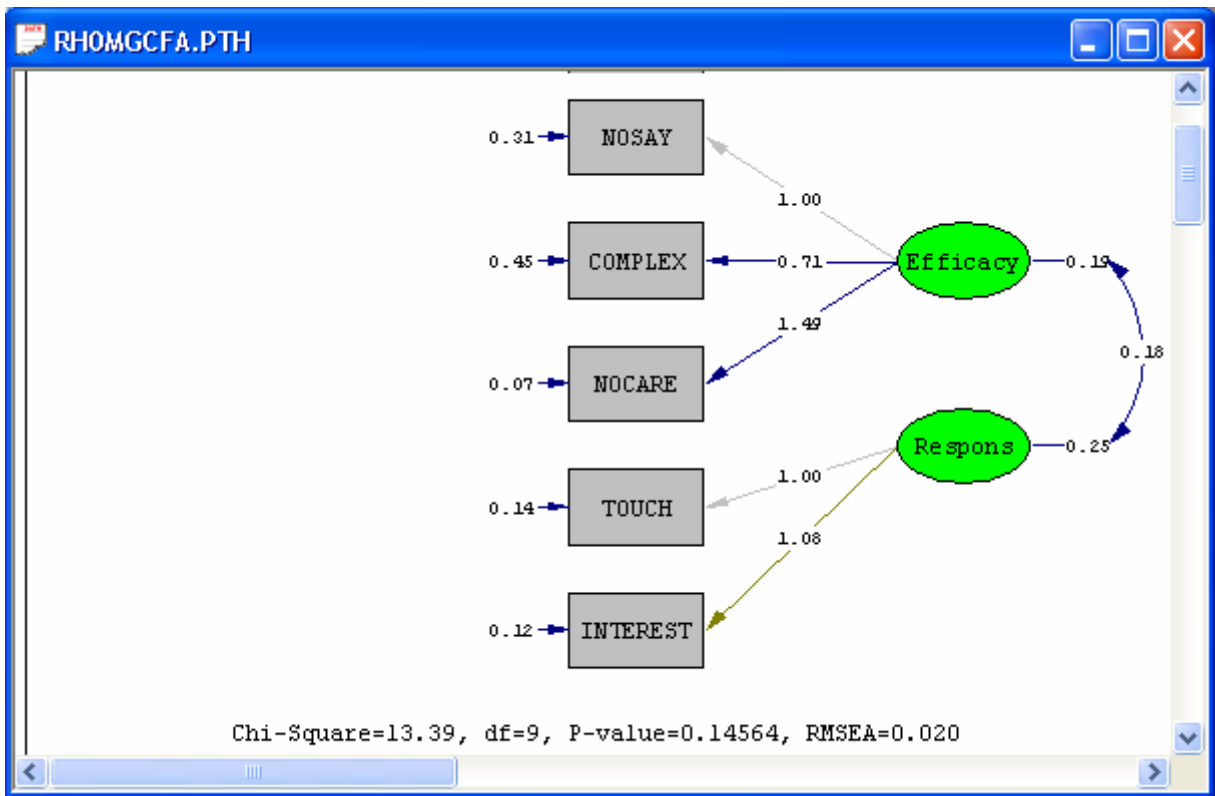 RHOMGCFA.PTH
0.31 NOSAY
1.00
0.45 COMPLEX 0.71 Efficacy 0.19
1.49
0.18
0.07 NOCARE
Respons 0.25
1.00
0.14 TOUCH
1.08
0.12 INTEREST
Chi-Square=13.39, df=9, P-value=0.14564, RMSEA=0.020